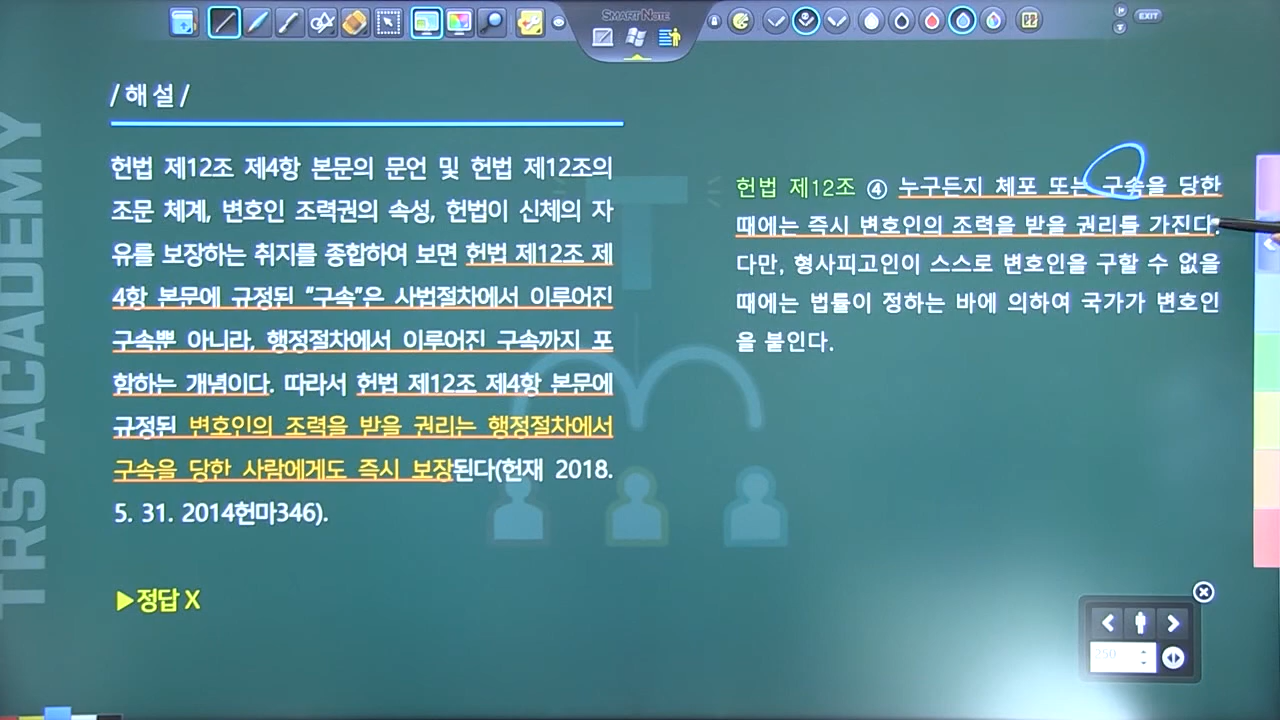 SMART NOTE
EXIT
/ 해 설 /
헌법 제12조 제4항 본문의 문언 및 헌법 제12조의
조문 체계, 변호인 조력권의 속성, 헌법이 신체의 자
유를 보장하는 취지를 종합하여 보면 헌법 제12조 제
4항 본문에 규정된 “구속”은 사법절차에서 이루어진
구속뿐 아니라, 행정절차에서 이루어진 구속까지 포
함하는 개념이다. 따라서 헌법 제12조 제4항 본문에
규정된 변호인의 조력을 받을 권리는 행정절차에서
구속을 당한 사람에게도 즉시 보장된다(헌재 2018.
5. 31. 2014헌마346).
▶정답 X
헌법 제12조 ④ 누구든지 체포 또는 구속을 당한
때에는 즉시 변호인의 조력을 받을 권리를 가진다.
다만, 형사피고인이 스스로 변호인을 구할 수 없을
때에는 법률이 정하는 바에 의하여 국가가 변호인
을 붙인다.
TRS ACADEMY
250